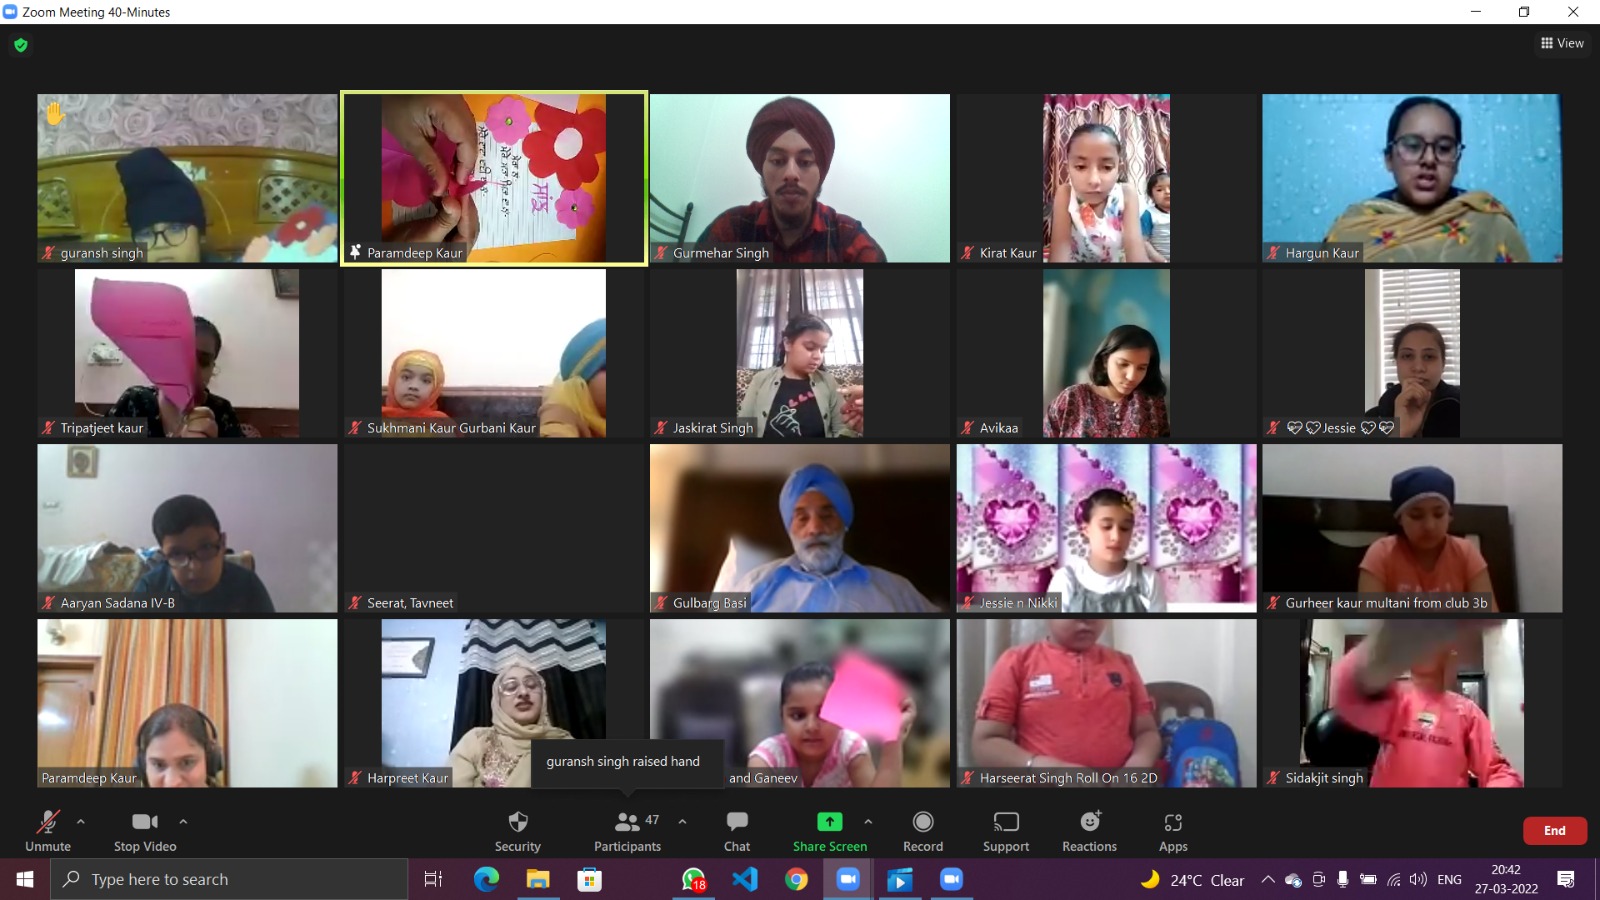 Zoom Meeting 40-Minutes
View
guransh singh
Paramdeep Kaur
Gurmehar Singh
Kirat Kaur
Hargun Kaur
Tripatjeet kaur
Sukhmani Kaur Gurbani Kaur
Jaskirat Singh
Avikaa
Jessie
Aaryan Sadana IV-B
Seerat, Tavneet
Gulbarg Basi
Jessie n Nikki
Gurheer kaur multani from club 3b
Paramdeep Kaur
Harpreet Kaur
guransh singh raised hand
and Ganeev
Harseerat Singh Roll On 16 2D
Sidakjit singh
Unmute
Stop Video
Security
Participants
47
Chat
Share Screen
Record
Support
Reactions
Apps
End
Type here to search
18
24°C Clear
ENG
20:42
27-03-2022